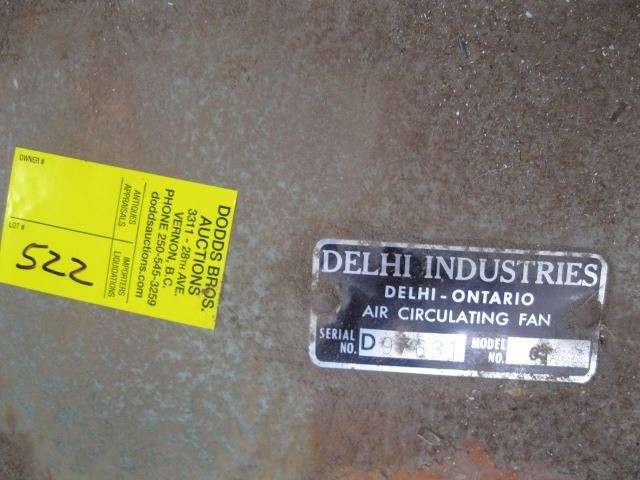 DODDS BROS.
AUCTIONS
3311 - 28TH AVE.
VERNON, B.C.
PHONE 250-545-3259
doddsauctions.com
ANTIQUES
APPRAISALS
IMPORTERS
LIQUIDATIONS
OWNER #
LOT #
522
DELHI INDUSTRIES
DELHI - ONTARIO
AIR CIRCULATING FAN
SERIAL NO.
MODEL NO.